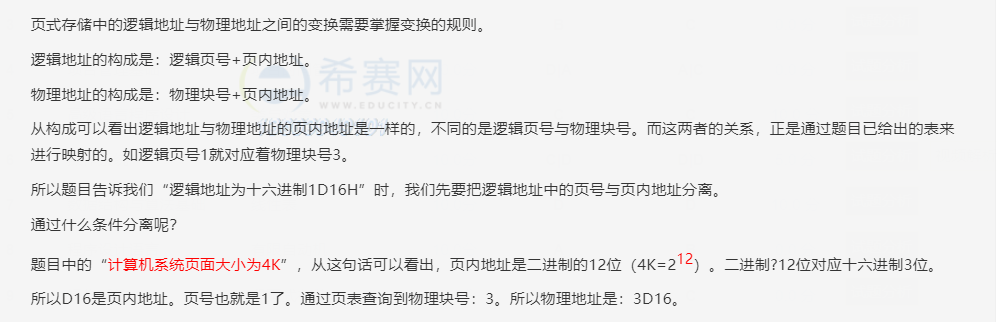 页式存储中的逻辑地址与物理地址之间的变换需要掌握变换的规则。
逻辑地址的构成是：逻辑页号+页内地址。
希赛网
WWW.EDUCITY.CN
物理地址的构成是：物理块号+页内地址。
从构成可以看出逻辑地址与物理地址的页内地址是一样的，不同的是逻辑页号与物理块号。而这两者的关系，正是通过题目已给出的表来
进行映射的。如逻辑页号1就对应着物理块号3。
所以题目告诉我们“逻辑地址为十六进制1D16H”时，我们先要把逻辑地址中的页号与页内地址分离。
通过什么条件分离呢？
题目中的“计算机系统页面大小为4K”，从这句话可以看出，页内地址是二进制的12位（4K=2¹²）。二进制?12位对应十六进制3位。
所以D16是页内地址。页号也就是1了。通过页表查询到物理块号：3。所以物理地址是：3D16。